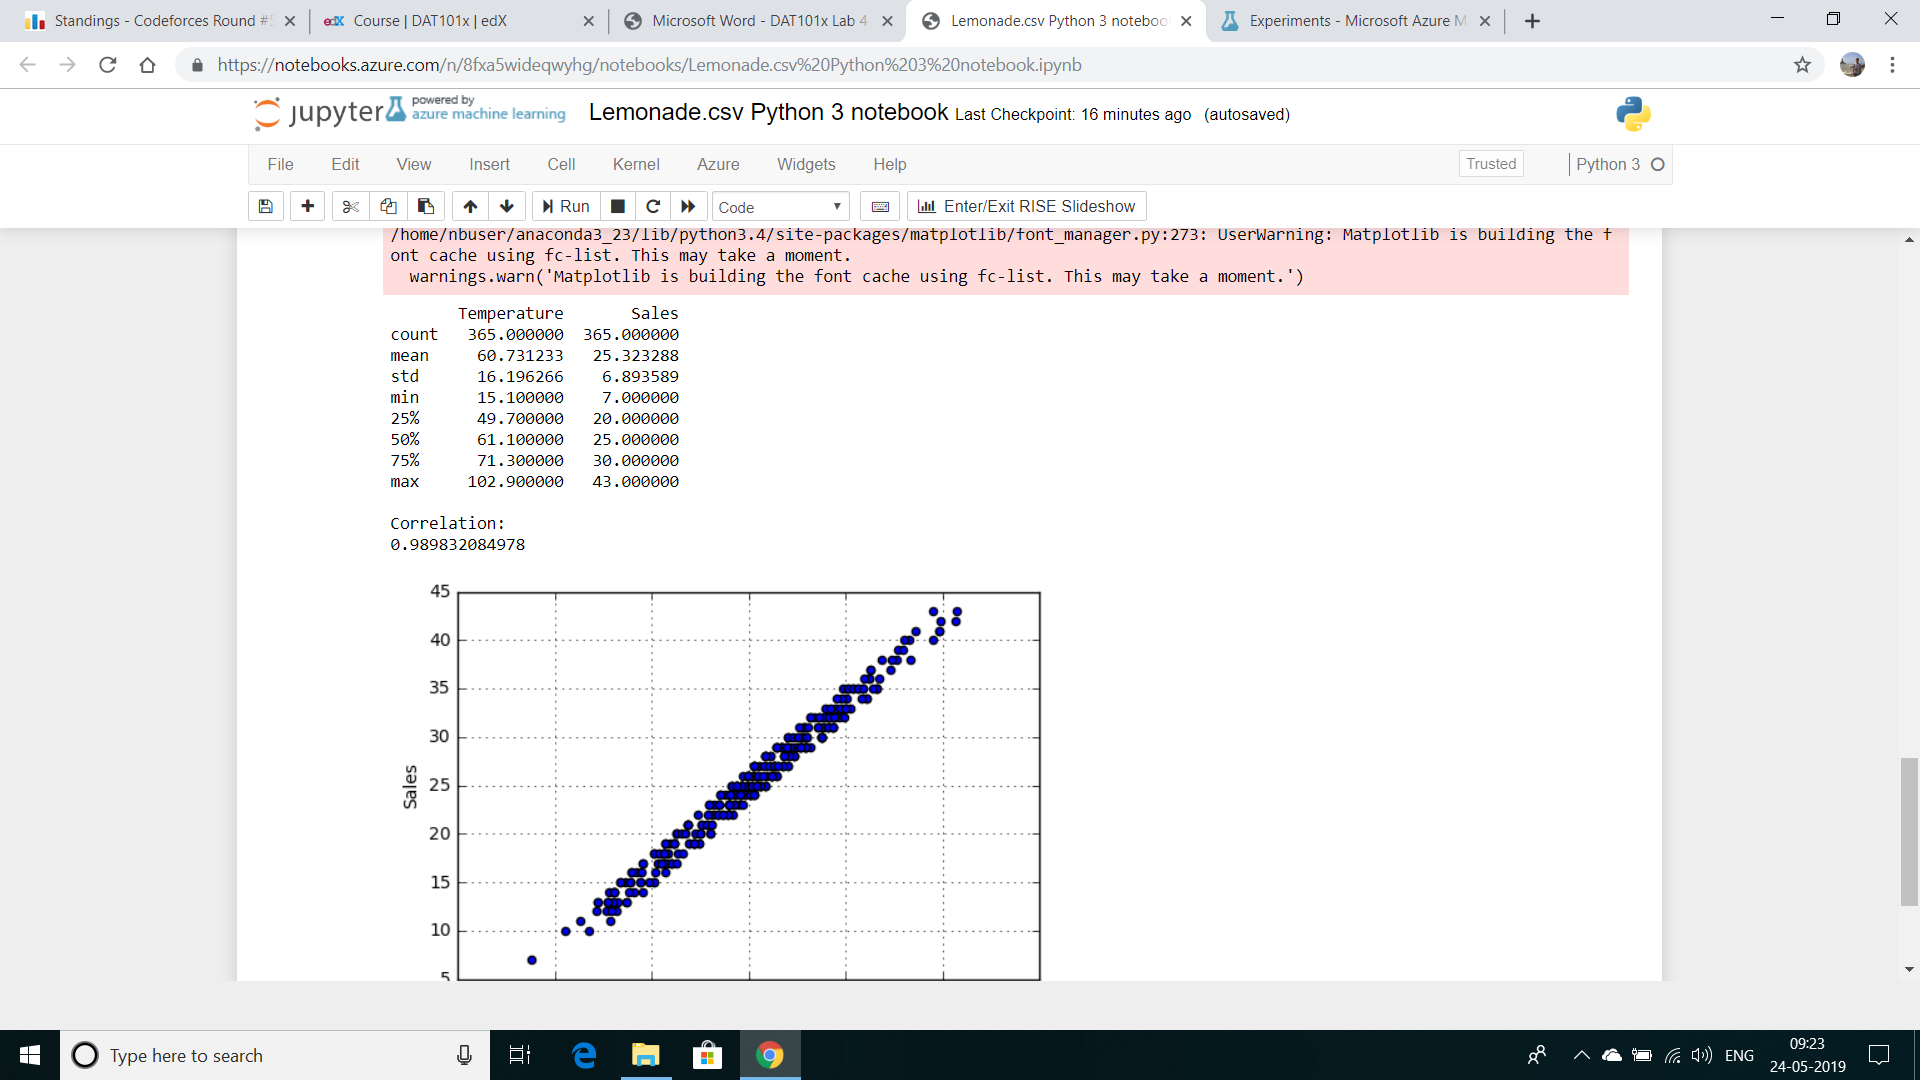 Standings - Codeforces Round #
Course | DAT101x | edX
Microsoft Word - DAT101x Lab 4
Lemonade.csv Python 3 noteboo
Experiments - Microsoft Azure M
https://notebooks.azure.com/n/8fxa5wideqwyhg/notebooks/Lemonade.csv%20Python%203%20notebook.ipynb
jupyter powered by azure machine learning Lemonade.csv Python 3 notebook Last Checkpoint: 16 minutes ago (autosaved)
File Edit View Insert Cell Kernel Azure Widgets Help Trusted Python 3
Run Code Enter/Exit RISE Slideshow
/home/nbuser/anaconda3_23/lib/python3.4/site-packages/matplotlib/font_manager.py:273: UserWarning: Matplotlib is building the f
ont cache using fc-list. This may take a moment.
warnings.warn('Matplotlib is building the font cache using fc-list. This may take a moment.')
Temperature Sales
count 365.000000 365.000000
mean 60.731233 25.323288
std 16.196266 6.893589
min 15.100000 7.000000
25% 49.700000 20.000000
50% 61.100000 25.000000
75% 71.300000 30.000000
max 102.900000 43.000000
Correlation:
0.989832084978
45
40
35
30
Sales
25
20
15
10
5
Type here to search
ENG
09:23
24-05-2019